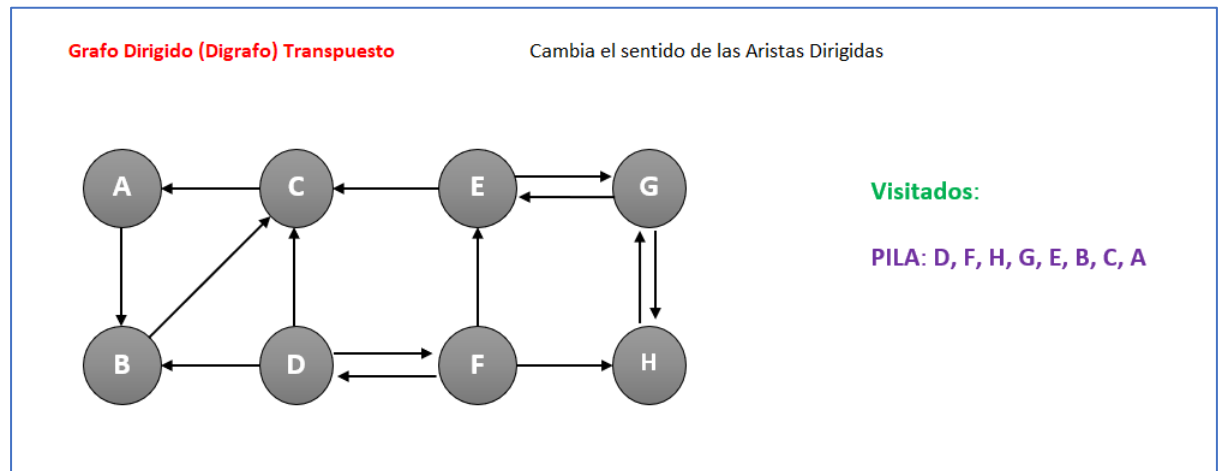 Grafo Dirigido (Digrafo) Transpuesto
Cambia el sentido de las Aristas Dirigidas
A
C
E
G
Visitados:
PILA: D, F, H, G, E, B, C, A
B
D
F
H